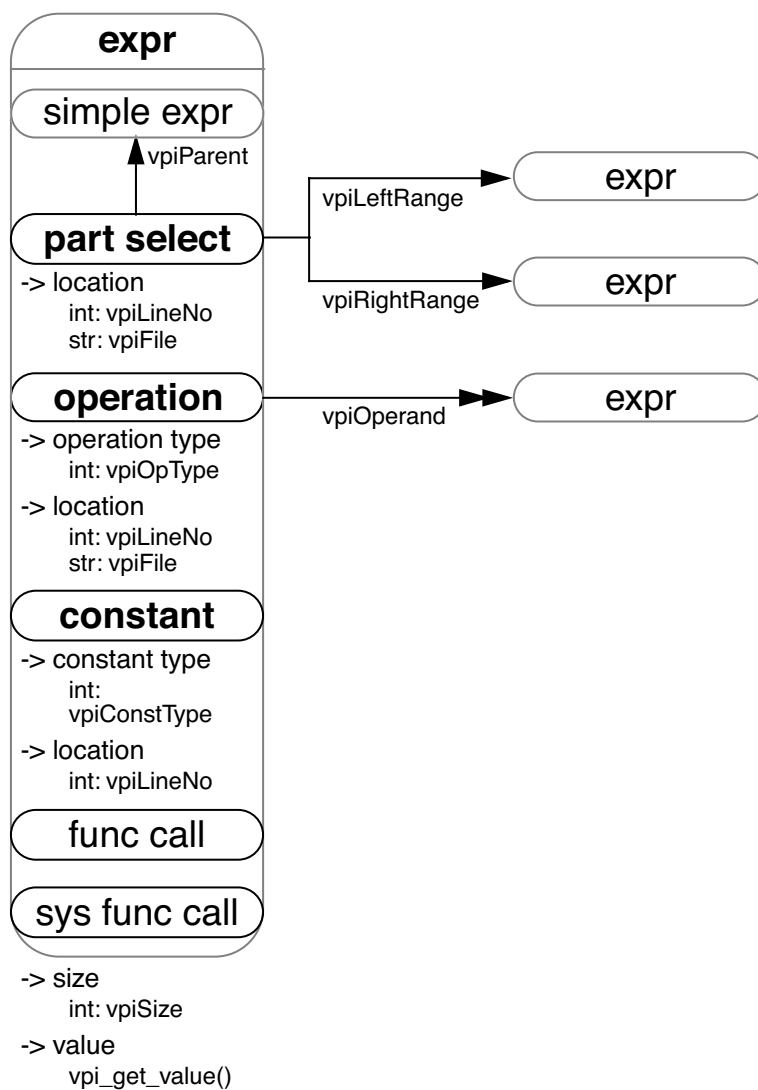 expr
simple expr
vpiParent
expr
vpiLeftRange
part select
expr
vpiRightRange
-> location
int: vpiLineNo
str: vpiFile
operation
expr
vpiOperand
-> operation type
int: vpiOpType
-> location
int: vpiLineNo
str: vpiFile
constant
-> constant type
int:
vpiConstType
-> location
int: vpiLineNo
func call
sys func call
-> size
int: vpiSize
-> value
vpi_get_value()